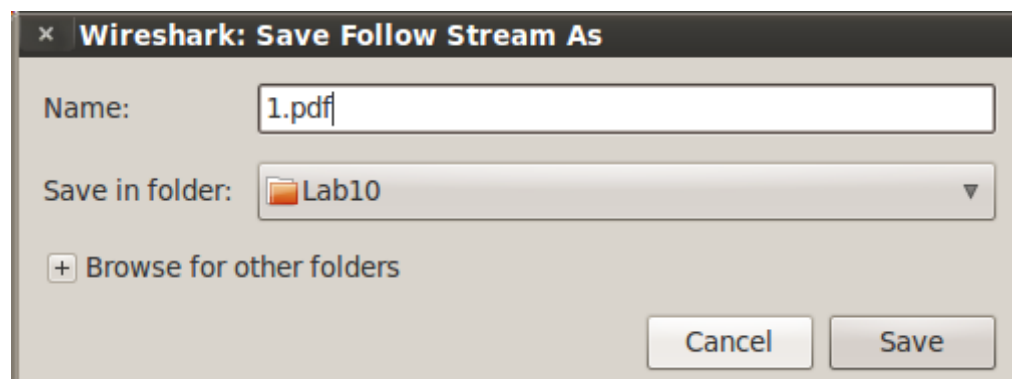 Wireshark: Save Follow Stream As
Name: 1.pdf
Save in folder: Lab10
Browse for other folders
Cancel Save